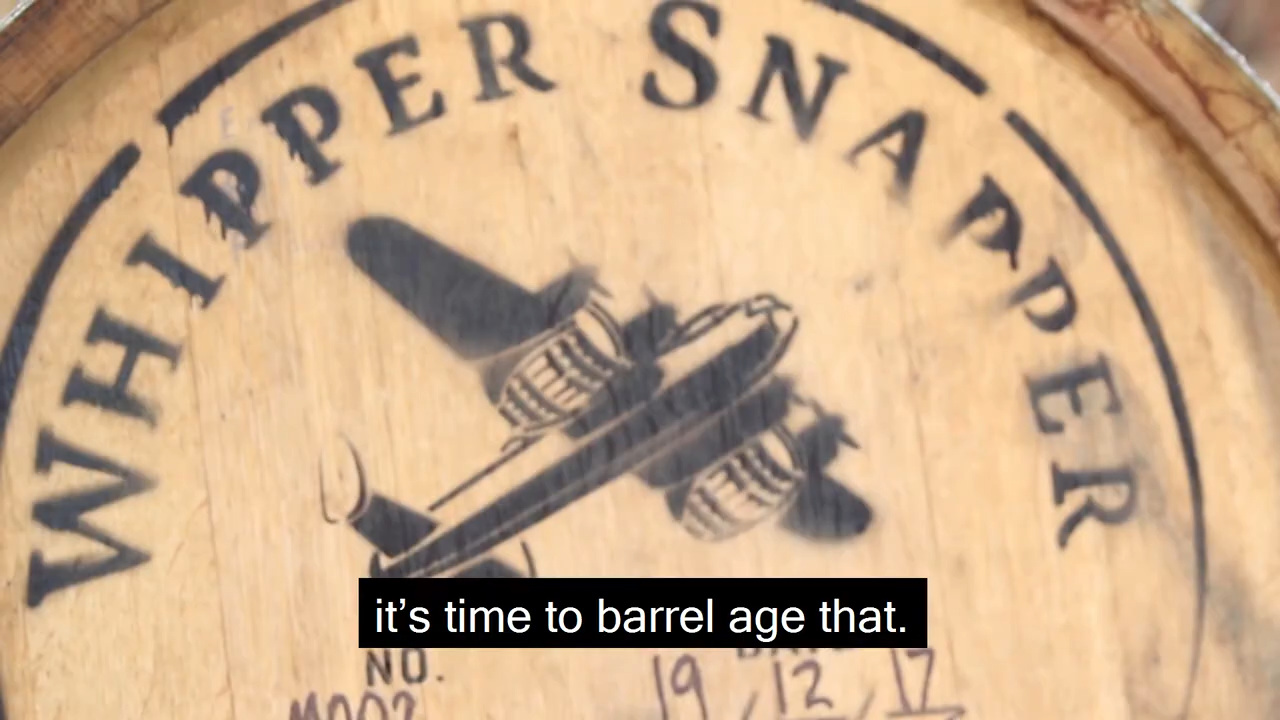 WHIPPER SNAPPER
it’s time to barrel age that.
NO.
19, 12, 17